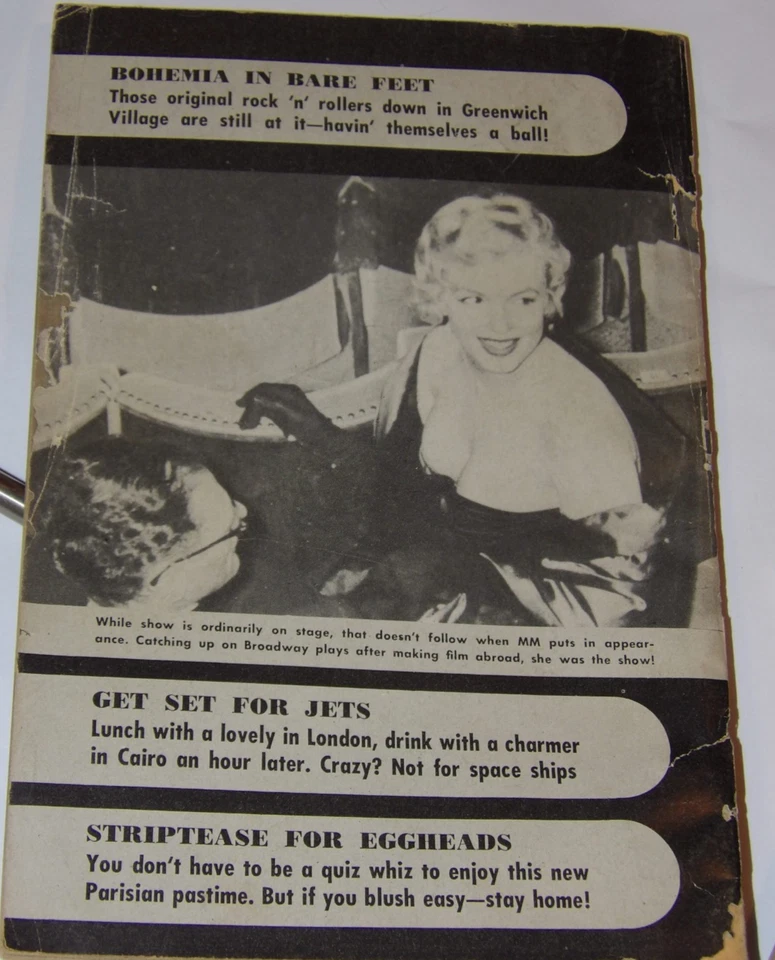 BOHEMIA IN BARE FEET
Those original rock 'n' rollers down in Greenwich
Village are still at it—havin' themselves a ball!
While show is ordinarily on stage, that doesn't follow when MM puts in appear-
ance. Catching up on Broadway plays after making film abroad, she was the show!
GET SET FOR JETS
Lunch with a lovely in London, drink with a charmer
in Cairo an hour later. Crazy? Not for space ships
STRIPTEASE FOR EGGHEADS
You don't have to be a quiz whiz to enjoy this new
Parisian pastime. But if you blush easy—stay home!